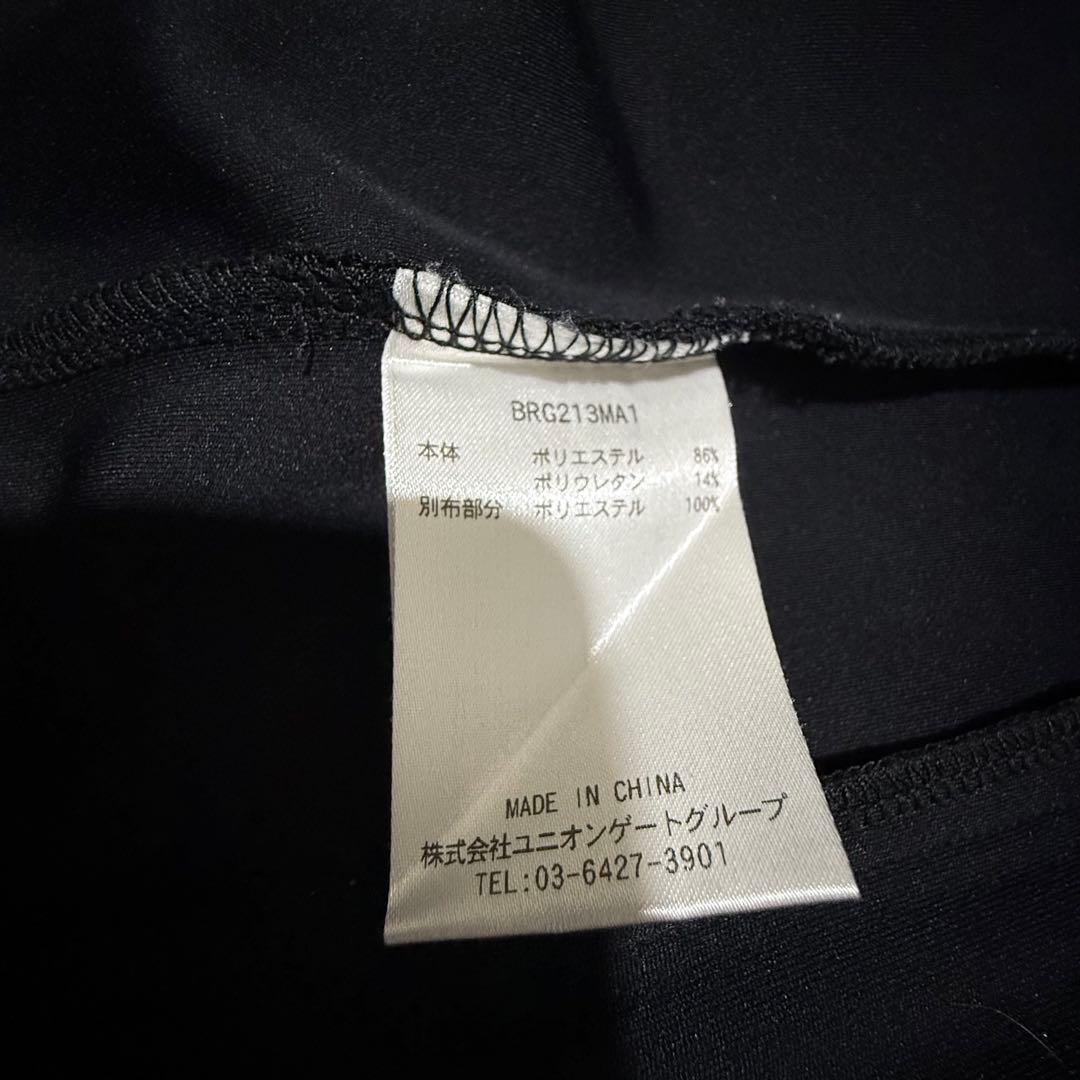 BRG213MA1
本体 ポリエステル 86%
ポリウレタン 14%
別布部分 ポリエステル 100%
MADE IN CHINA
株式会社ユニオンゲートグループ
TEL:03-6427-3901